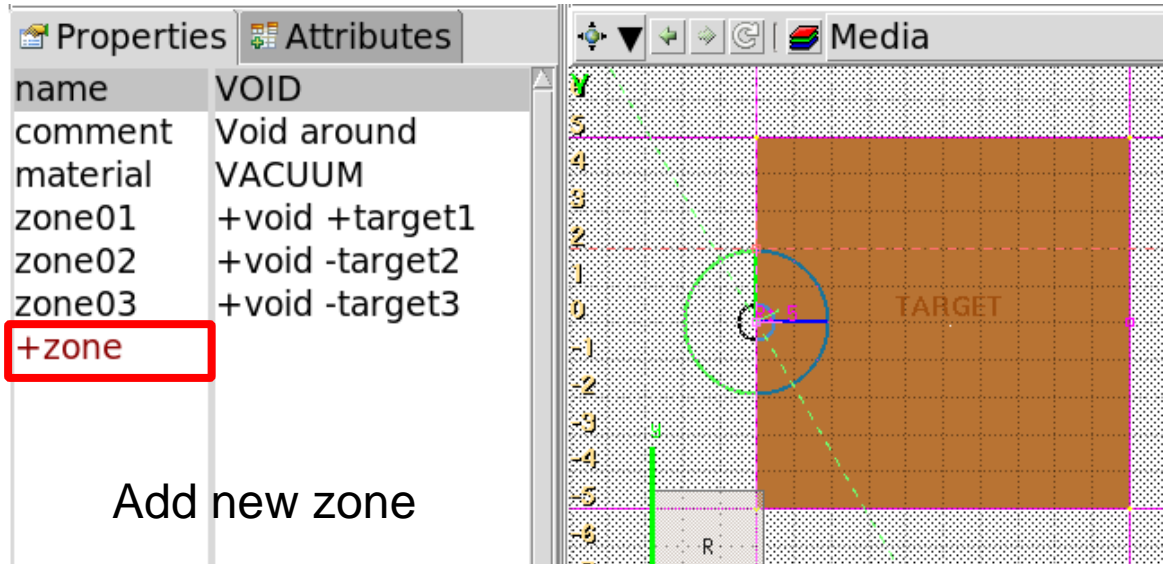 Properties Attributes
name VOID
comment Void around
material VACUUM
zone01 +void +target1
zone02 +void -target2
zone03 +void -target3
+zone
Add new zone
Media
Y
5
4
3
2
1
0
-1
-2
-3
-4
-5
-6
TARGET
u
R